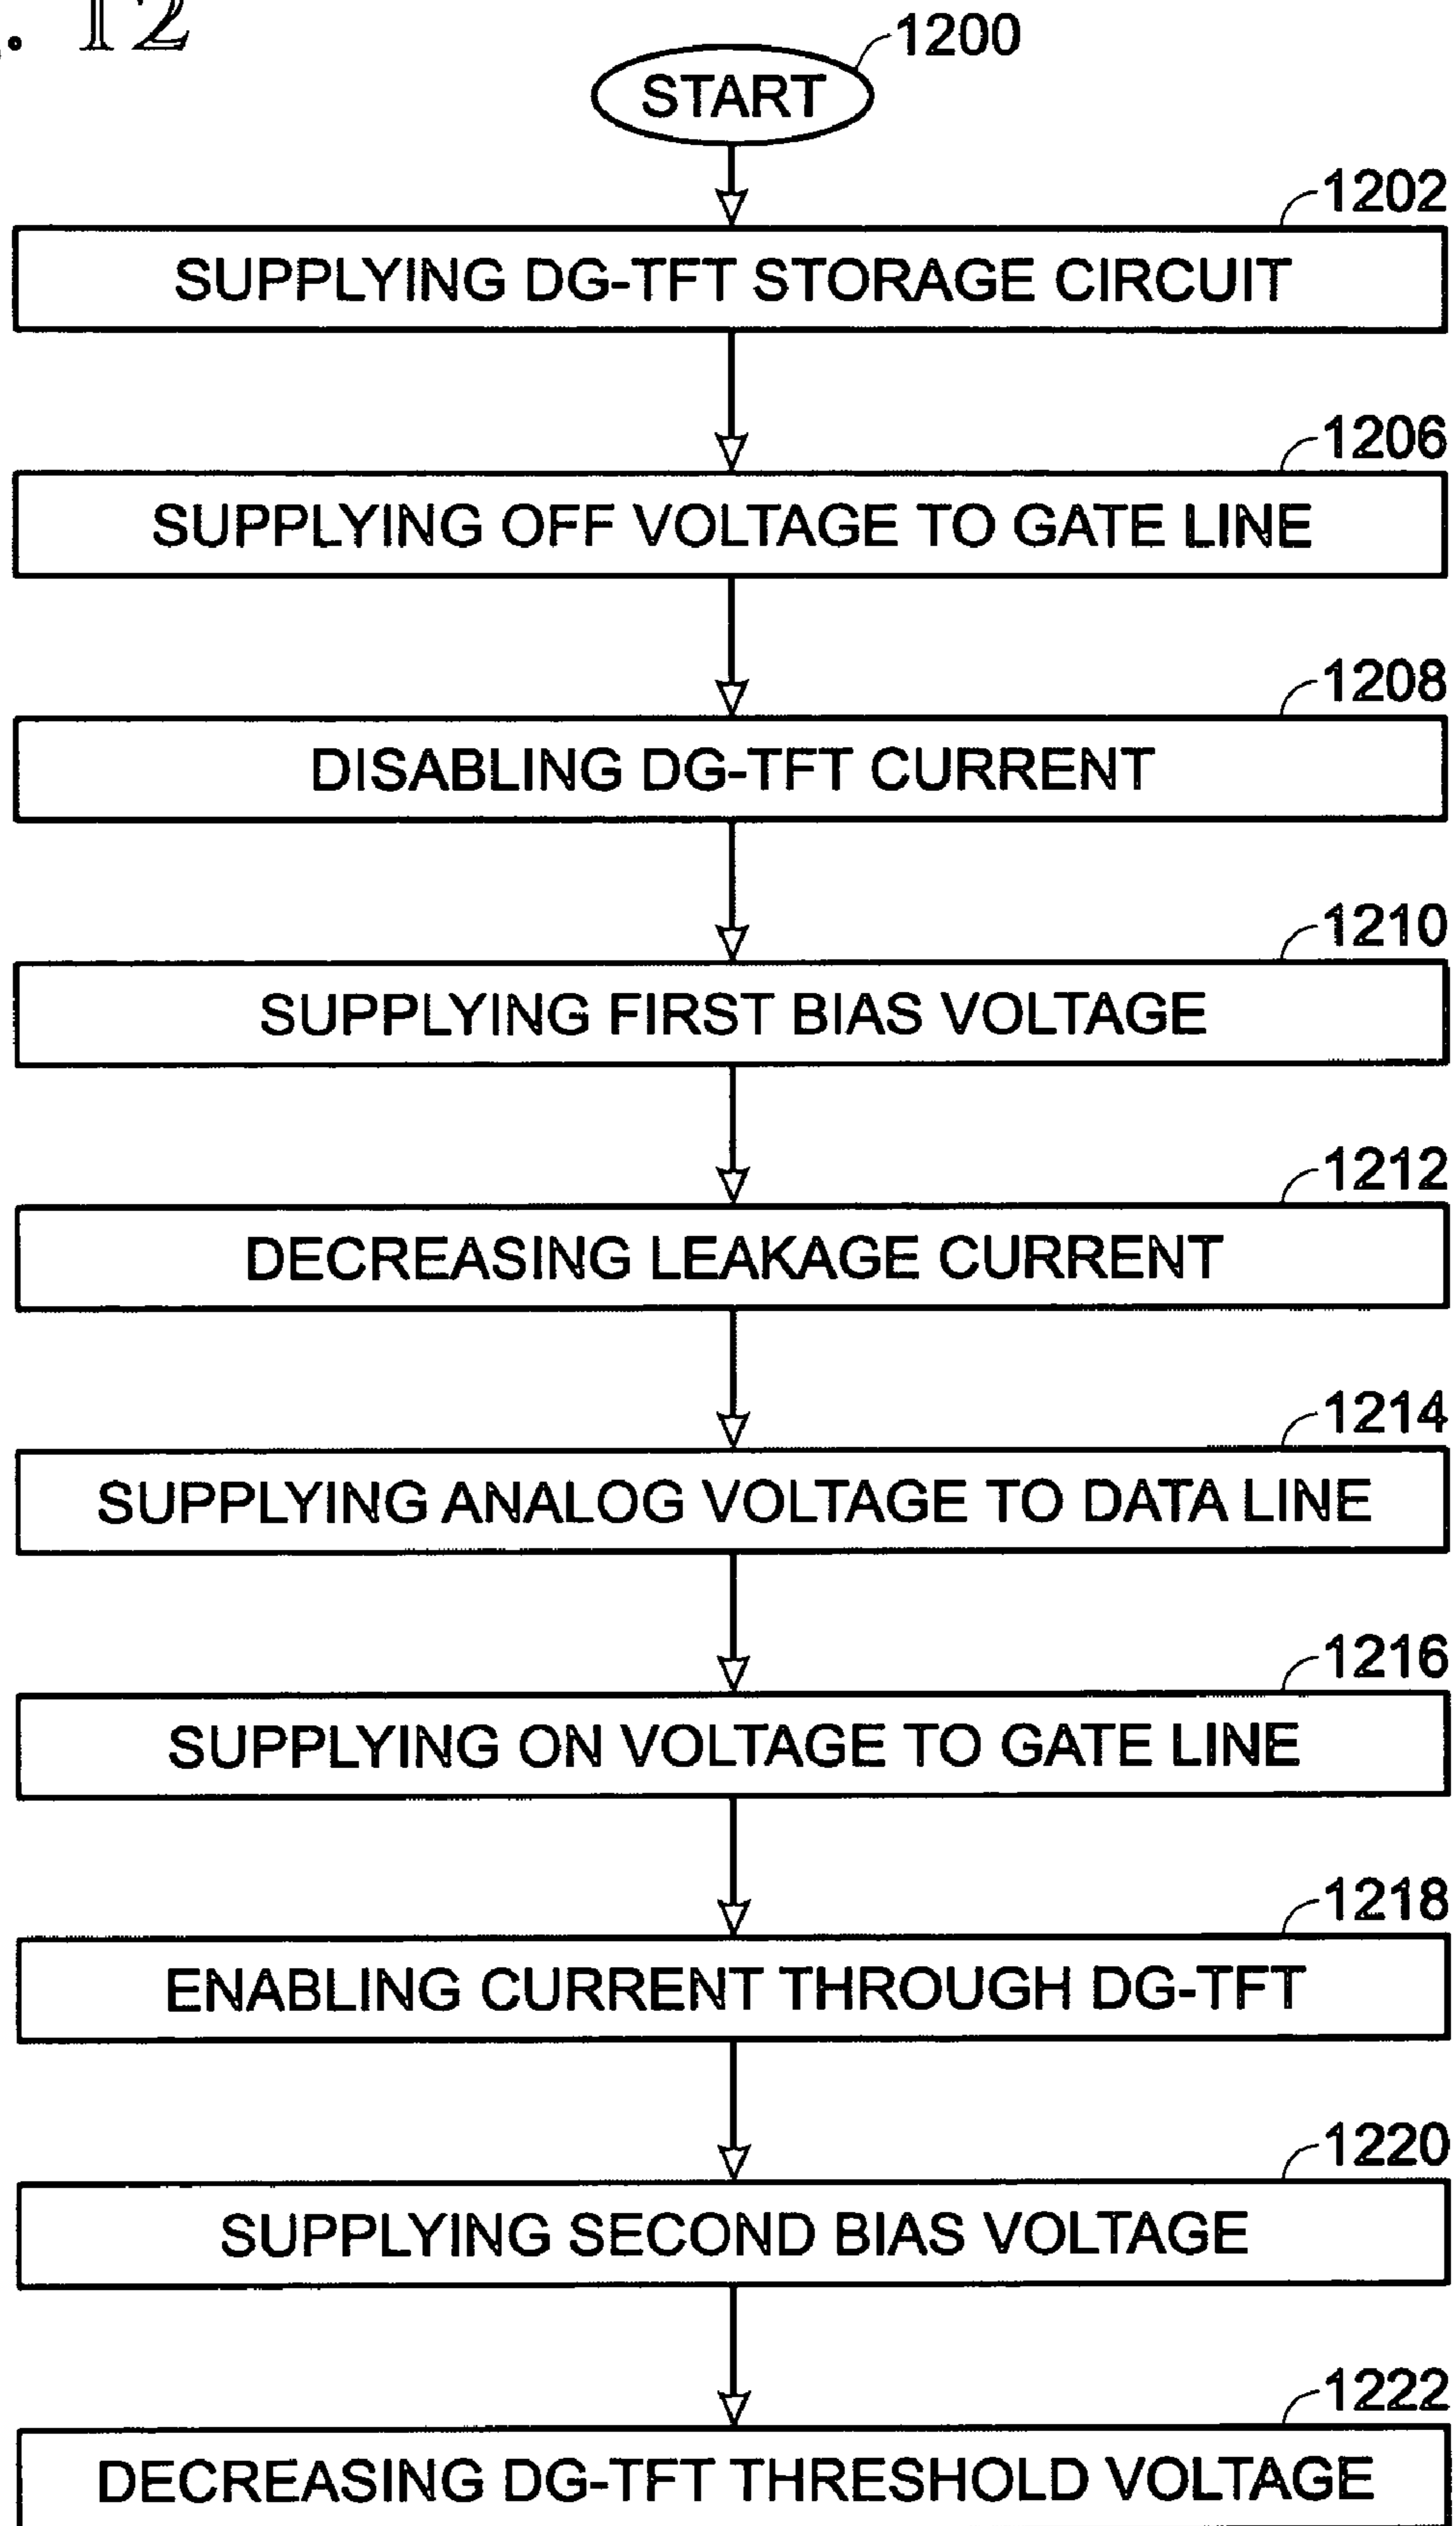 . 12
1200
START
1202
SUPPLYING DG-TFT STORAGE CIRCUIT
1206
SUPPLYING OFF VOLTAGE TO GATE LINE
1208
DISABLING DG-TFT CURRENT
1210
SUPPLYING FIRST BIAS VOLTAGE
1212
DECREASING LEAKAGE CURRENT
1214
SUPPLYING ANALOG VOLTAGE TO DATA LINE
1216
SUPPLYING ON VOLTAGE TO GATE LINE
1218
ENABLING CURRENT THROUGH DG-TFT
1220
SUPPLYING SECOND BIAS VOLTAGE
1222
DECREASING DG-TFT THRESHOLD VOLTAGE